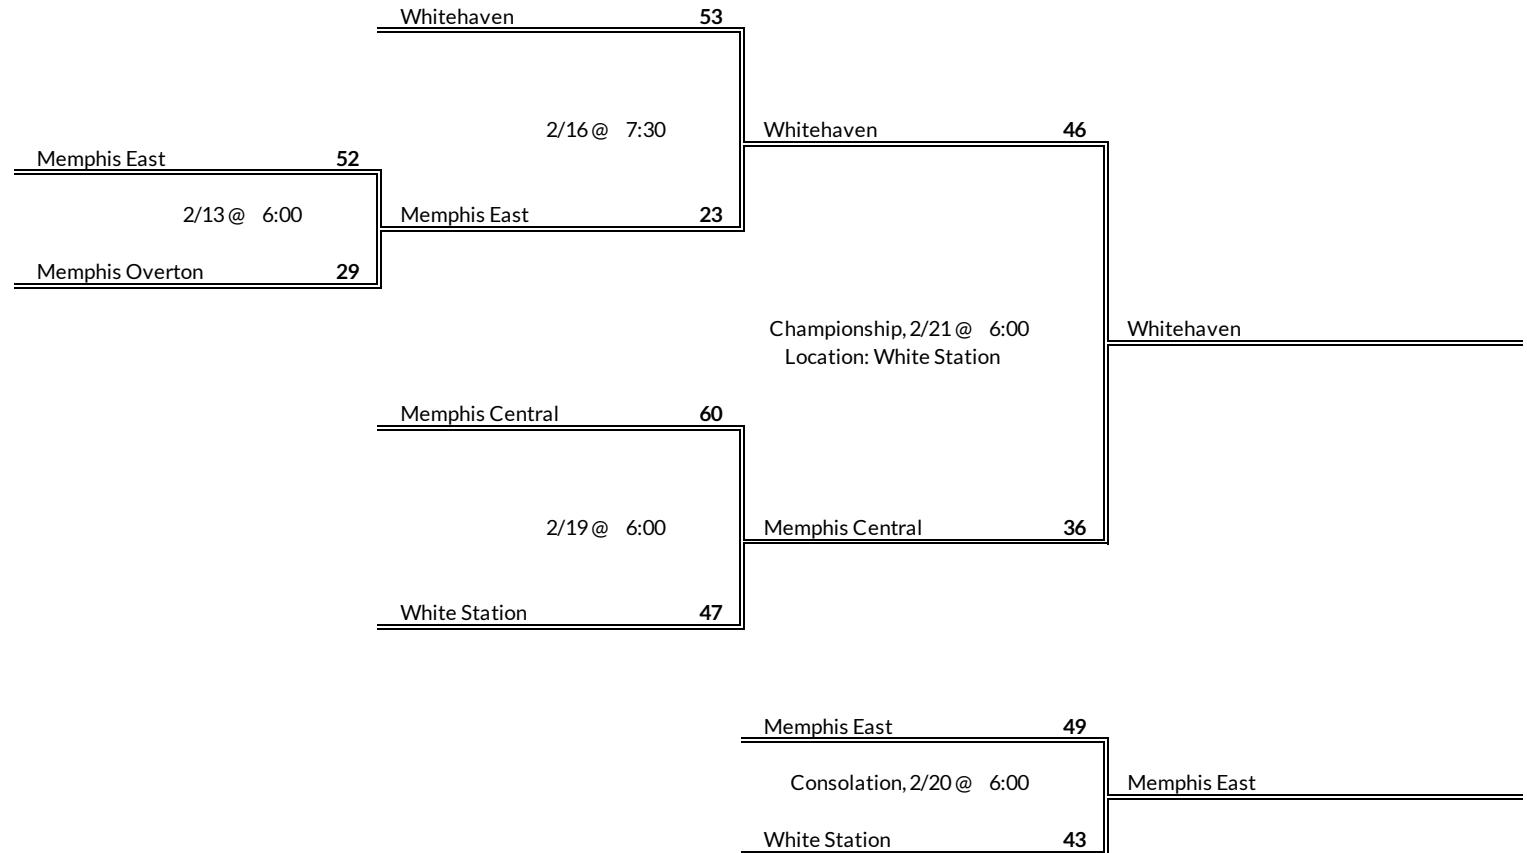 Whitehaven 53
2/16 @ 7:30
Whitehaven 46
Memphis East 52
2/13 @ 6:00
Memphis East 23
Memphis Overton 29
Championship, 2/21 @ 6:00
Location: White Station
Whitehaven
Memphis Central 60
2/19 @ 6:00
Memphis Central 36
White Station 47
Memphis East 49
Consolation, 2/20 @ 6:00
Memphis East
White Station 43